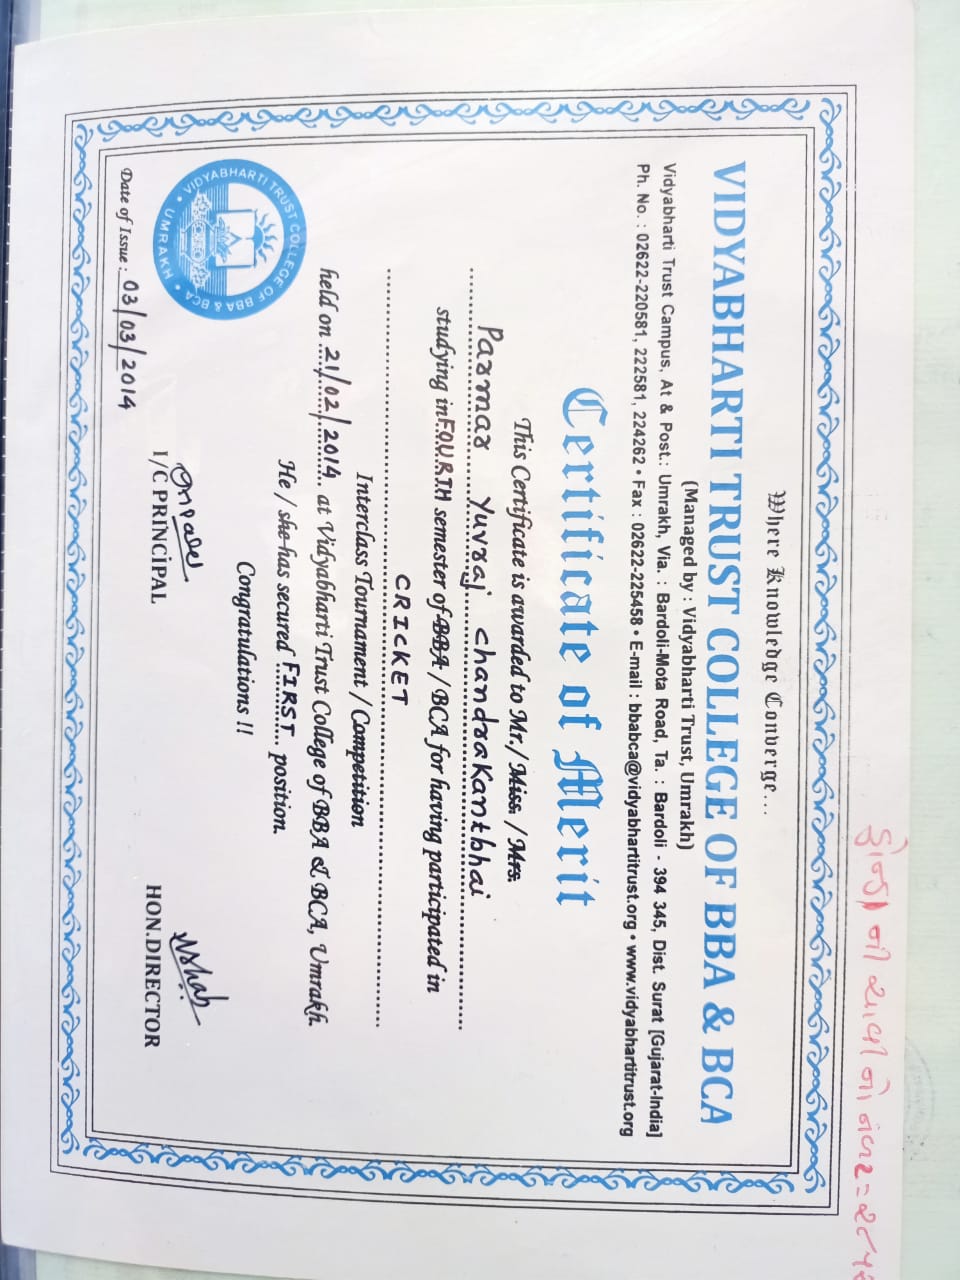 હોન્ડા ની ચાવી નો નંબર = ૨૮૫૨
Where Knowledge Converge...
VIDYABHARTI TRUST COLLEGE OF BBA & BCA
(Managed by : Vidyabharti Trust, Umrakh)
Vidyabharti Trust Campus, At & Post.: Umrakh, Via. : Bardoli-Mota Road, Ta. : Bardoli - 394 345, Dist. Surat [Gujarat-India]
Ph. No. : 02622-220581, 222581, 224262 • Fax : 02622-225458 • E-mail : bbabca@vidyabhartitrust.org • www.vidyabhartitrust.org
Certificate of Merit
This Certificate is awarded to Mr./ Miss. / Mrs.
Parmar Yuvraj chandrakantbhai
studying in FOURTH semester of BBA / BCA for having participated in
CRICKET
Interclass Tournament / Competition
held on 21/02/2014 at Vidyabharti Trust College of BBA & BCA, Umrakh.
He / she has secured FIRST position.
Congratulations !!
VIDYABHARTI TRUST COLLEGE OF BBA & BCA
• UMRAKH •
I/C PRINCIPAL
HON.DIRECTOR
Date of Issue : 03/03/2014